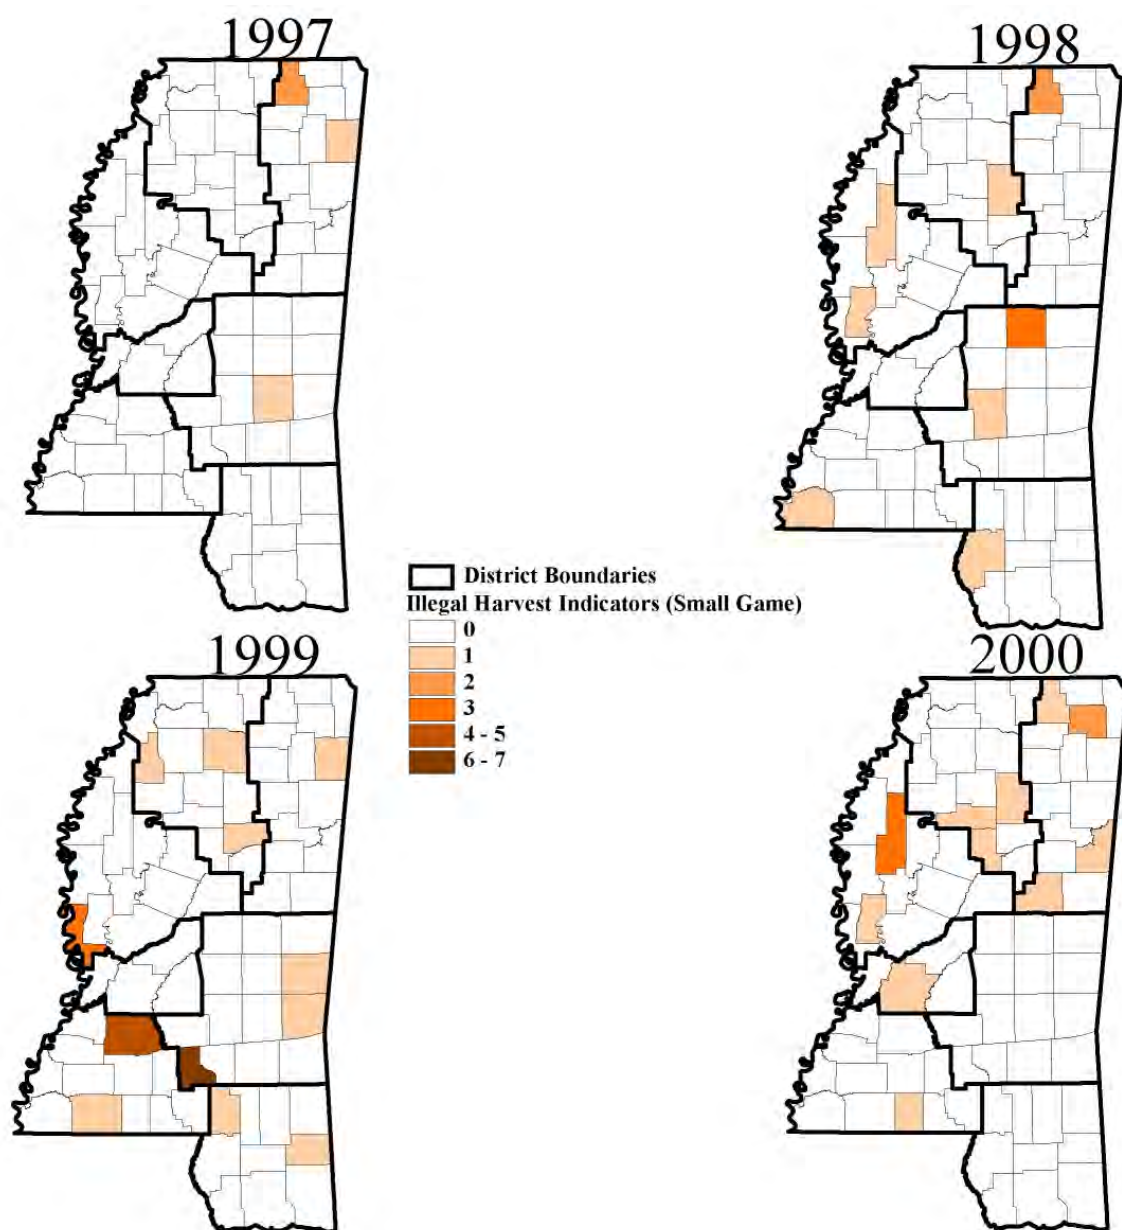 1997
1998
District Boundaries
Illegal Harvest Indicators (Small Game)
0
1
2
3
4 - 5
6 - 7
1999
2000